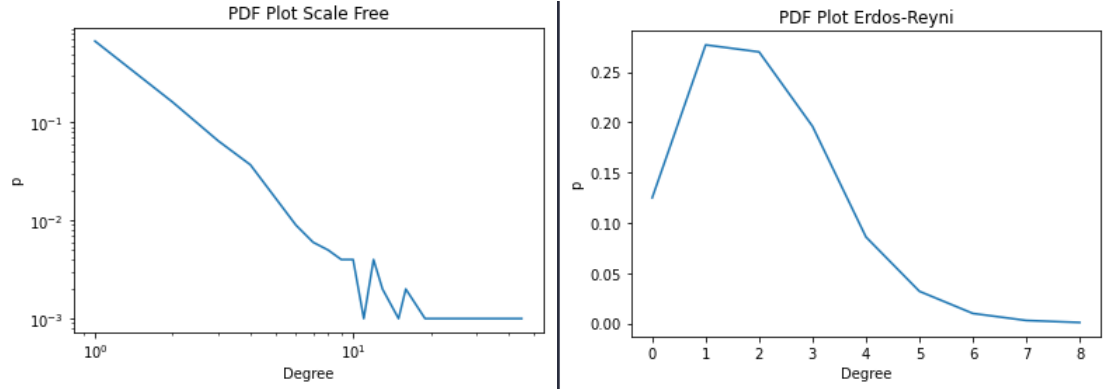 PDF Plot Scale Free
10⁻¹
10⁻²
10⁻³
p
10⁰
10¹
Degree
PDF Plot Erdos-Reyni
0.25
0.20
0.15
0.10
0.05
0.00
p
0 1 2 3 4 5 6 7 8
Degree